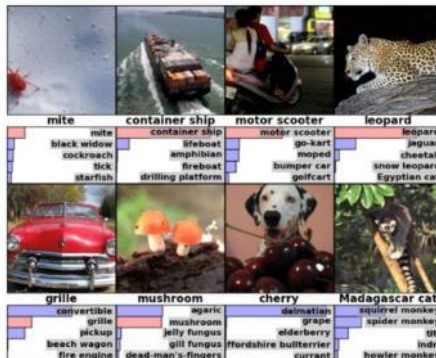 mite container ship motor scooter leopard
mite container ship motor scooter leopard
black widow lifeboat go-kart jaguar
cockroach amphibian moped cheetah
tick fireboat bumper car snow leopard
starfish drilling platform golfcart Egyptian cat
grille mushroom cherry Madagascar cat
convertible agaric dalmatian squirrel monkey
grille mushroom grape spider monkey
pickup jelly fungus elderberry
beach wagon gill fungus ffordshire bullterrier indri
fire engine dead-man's-fingers currant howler monkey